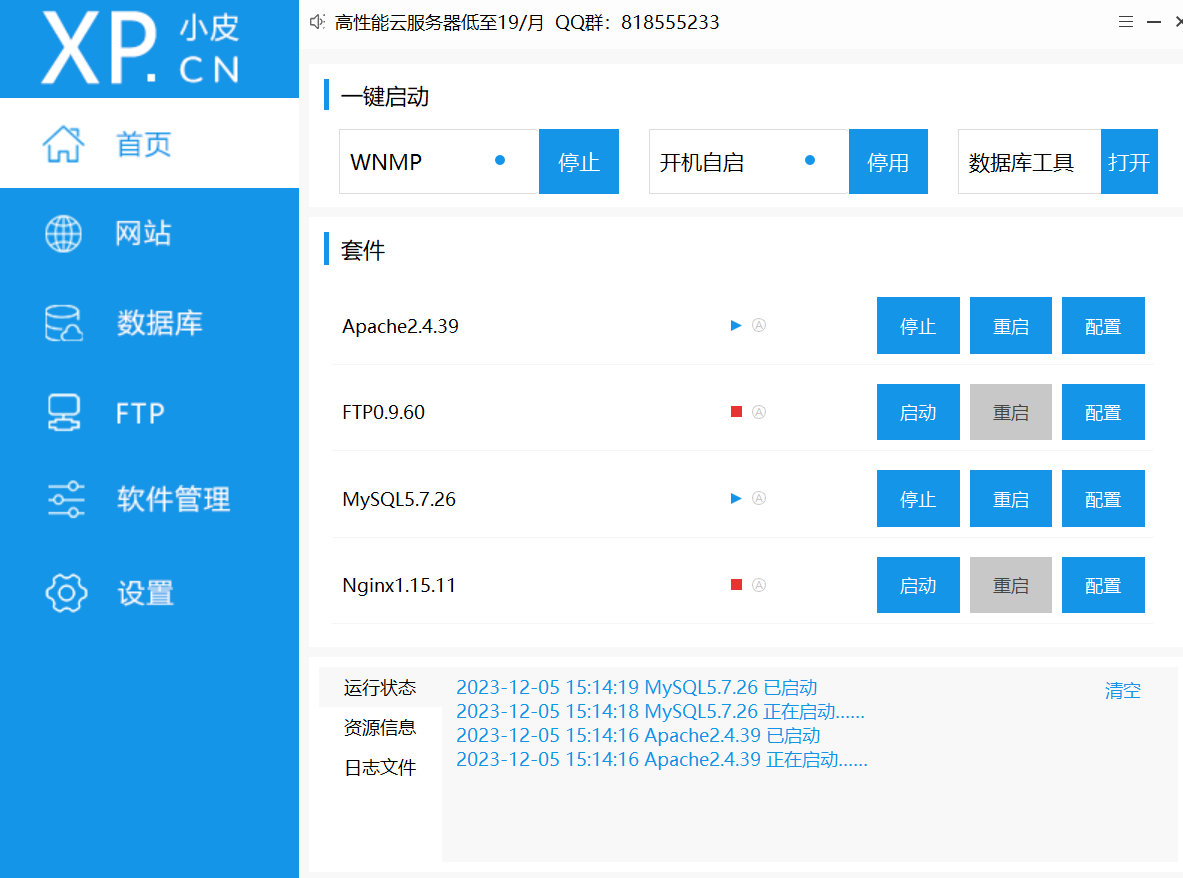 XP.CN 小皮
高性能云服务器低至19/月 QQ群：818555233
首页
网站
数据库
FTP
软件管理
设置
一键启动
WNMP 停止 开机自启 停用 数据库工具 打开
套件
Apache2.4.39 Ⓐ 停止 重启 配置
FTP0.9.60 Ⓐ 启动 重启 配置
MySQL5.7.26 Ⓐ 停止 重启 配置
Nginx1.15.11 Ⓐ 启动 重启 配置
运行状态
资源信息
日志文件
2023-12-05 15:14:19 MySQL5.7.26 已启动
2023-12-05 15:14:18 MySQL5.7.26 正在启动......
2023-12-05 15:14:16 Apache2.4.39 已启动
2023-12-05 15:14:16 Apache2.4.39 正在启动......
清空